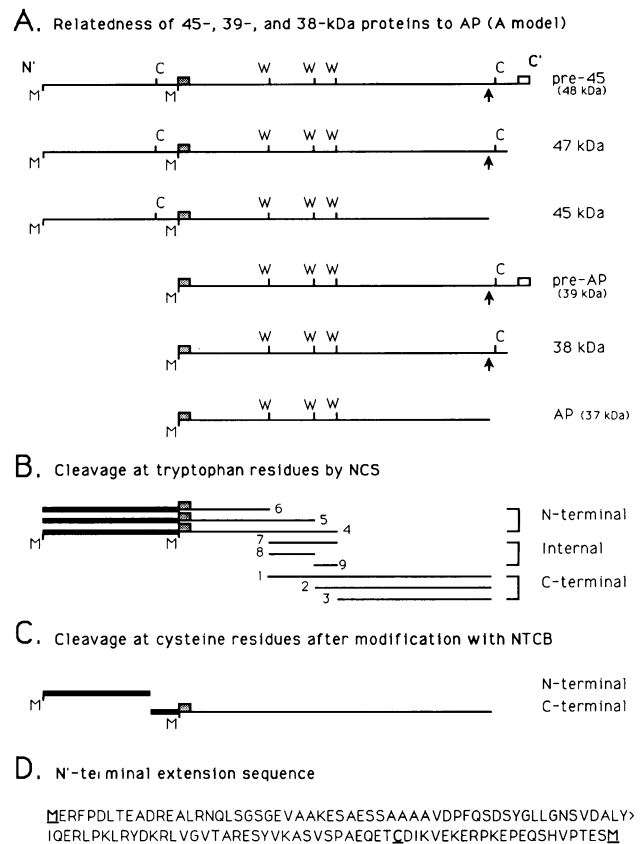 A. Relatedness of 45-, 39-, and 38-kDa proteins to AP (A model)
N' C W W W C C'
M M pre-45
(48 kDa)
C W W W C
M M 47 kDa
C W W W
M M 45 kDa
W W W C
M pre-AP
(39 kDa)
W W W C
M 38 kDa
W W W
M AP (37 kDa)
B. Cleavage at tryptophan residues by NCS
6
5 N-terminal
4
M M 7
8 Internal
9
1
2 C-terminal
3
C. Cleavage at cysteine residues after modification with NTCB
N-terminal
M C-terminal
M
D. N'-terminal extension sequence
MERFPDLTEADREALRNQLSGSGEVAAKESAESSAAAAVDPFQSDSYGLLGNSVDALY>
IQERLPKLRYDKRLVGVTARESYVKASVSPAEQETCDIKVEKERPKEPEQSHVPTESM